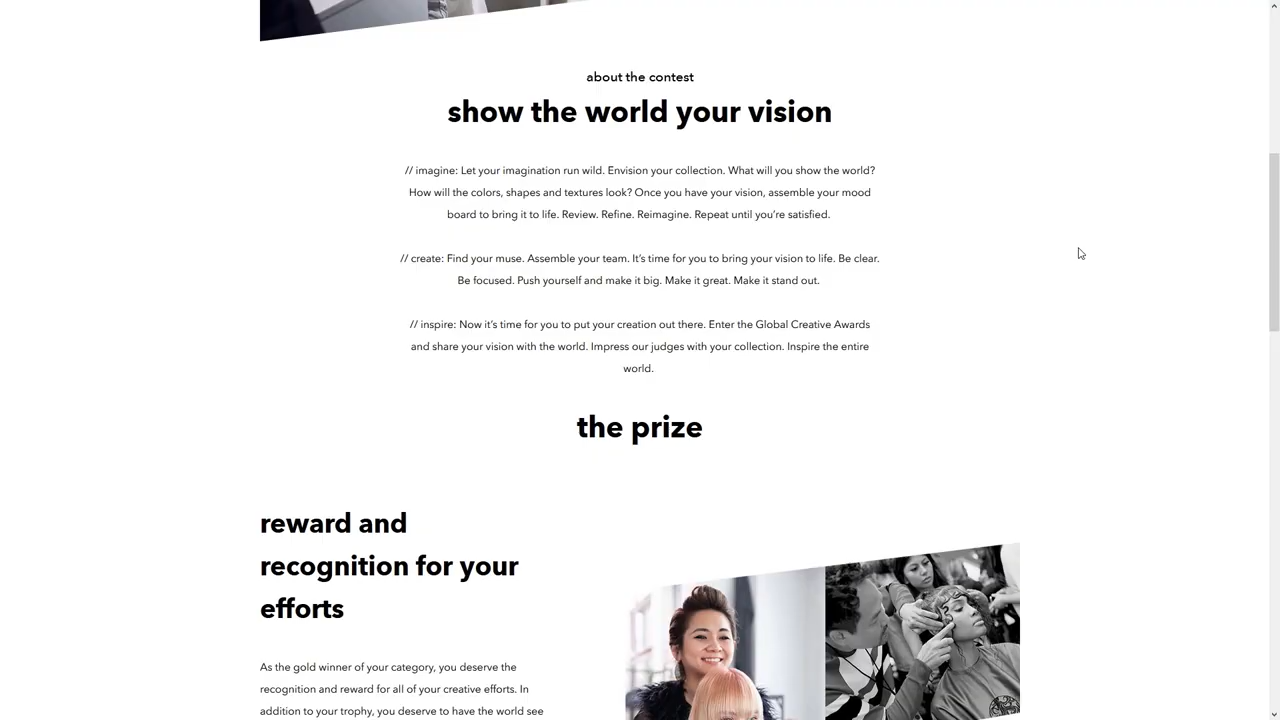 about the contest
show the world your vision
// imagine: Let your imagination run wild. Envision your collection. What will you show the world?
How will the colors, shapes and textures look? Once you have your vision, assemble your mood
board to bring it to life. Review. Refine. Reimagine. Repeat until you’re satisfied.
// create: Find your muse. Assemble your team. It’s time for you to bring your vision to life. Be clear.
Be focused. Push yourself and make it big. Make it great. Make it stand out.
// inspire: Now it’s time for you to put your creation out there. Enter the Global Creative Awards
and share your vision with the world. Impress our judges with your collection. Inspire the entire
world.
the prize
reward and
recognition for your
efforts
As the gold winner of your category, you deserve the
recognition and reward for all of your creative efforts. In
addition to your trophy, you deserve to have the world see